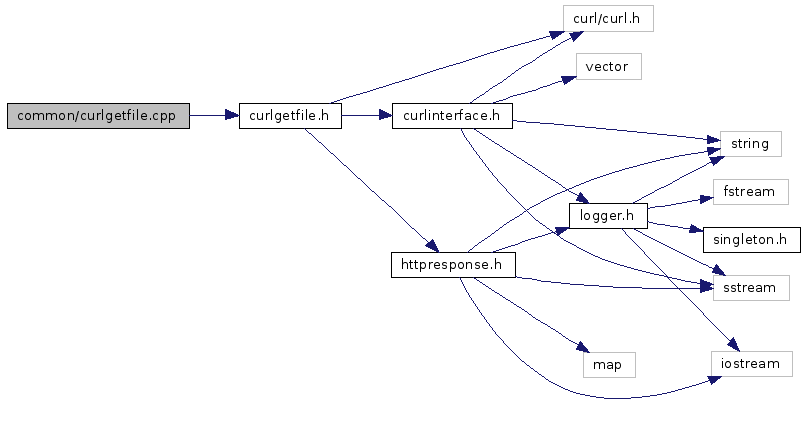 common/curlgetfile.cpp
curlgetfile.h
curl/curl.h
vector
curlinterface.h
string
fstream
logger.h
singleton.h
httpresponse.h
sstream
map
iostream